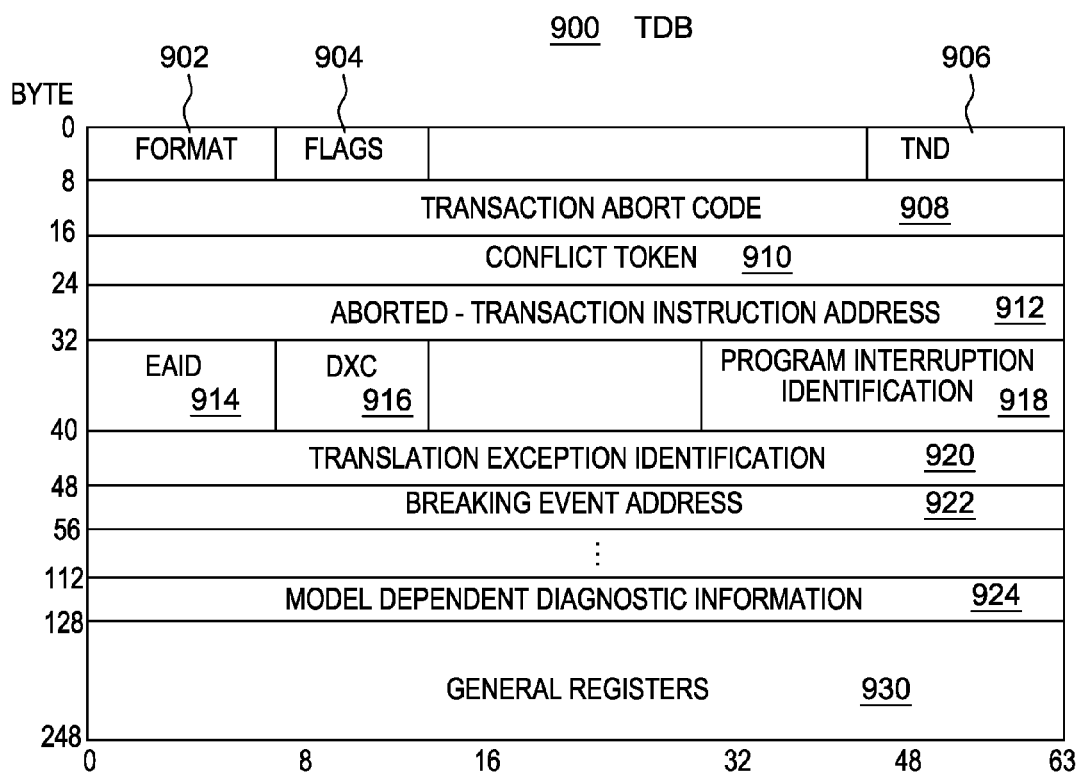 900 TDB
902 904 906
BYTE
0 FORMAT FLAGS TND
8
TRANSACTION ABORT CODE 908
16
CONFLICT TOKEN 910
24
ABORTED - TRANSACTION INSTRUCTION ADDRESS 912
32
EAID DXC PROGRAM INTERRUPTION
914 916 IDENTIFICATION 918
40
TRANSLATION EXCEPTION IDENTIFICATION 920
48
BREAKING EVENT ADDRESS 922
56
⋮
112
MODEL DEPENDENT DIAGNOSTIC INFORMATION 924
128
GENERAL REGISTERS 930
248
0 8 16 32 48 63